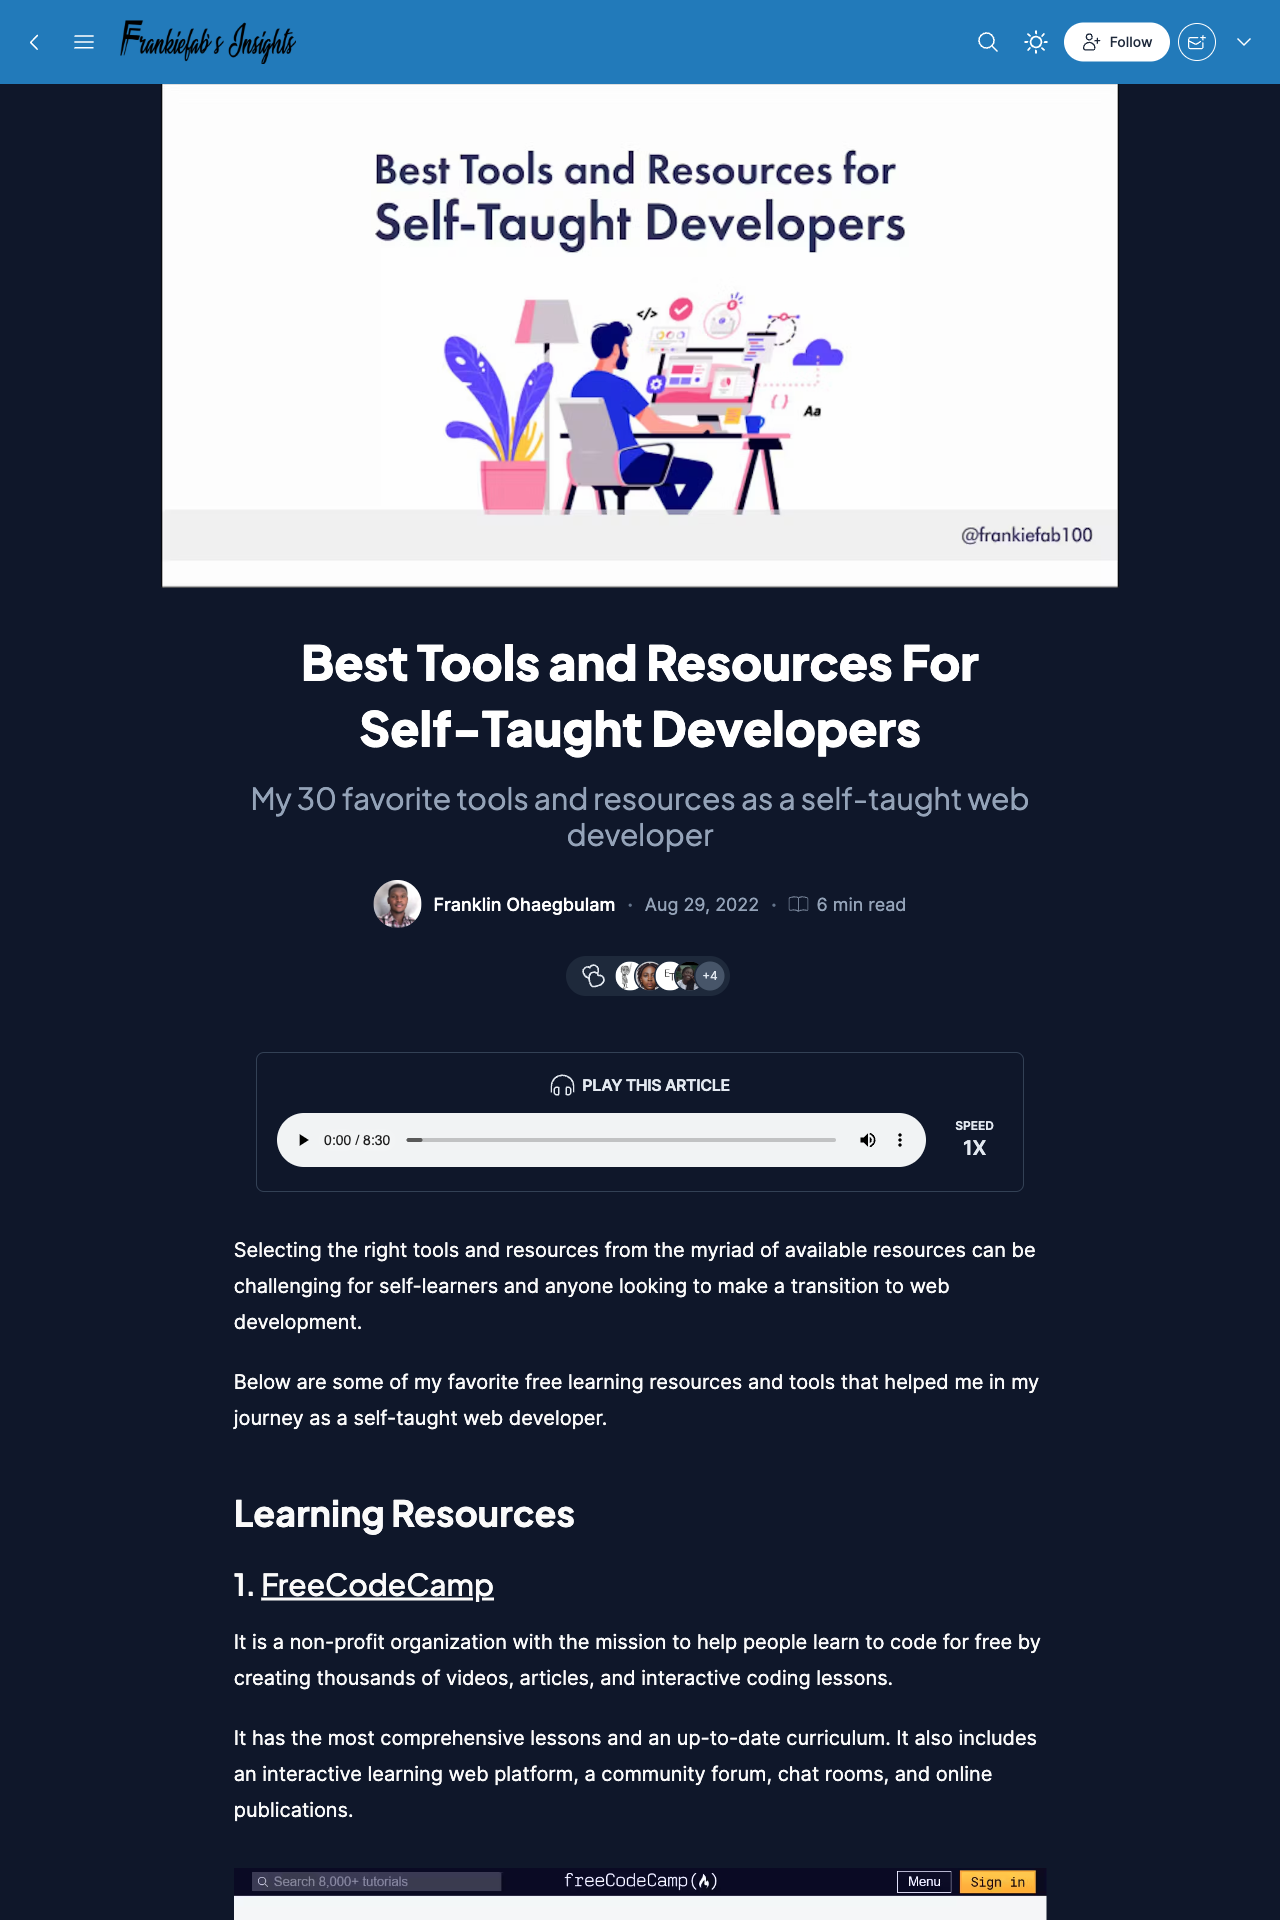 Frankiefab's Insights
Follow
Best Tools and Resources for
Self-Taught Developers
</>
{ }
Aa
@frankiefab100
Best Tools and Resources For
Self-Taught Developers
My 30 favorite tools and resources as a self-taught web
developer
Franklin Ohaegbulam · Aug 29, 2022 · 6 min read
+4
PLAY THIS ARTICLE
0:00 / 8:30
SPEED
1X
Selecting the right tools and resources from the myriad of available resources can be
challenging for self-learners and anyone looking to make a transition to web
development.
Below are some of my favorite free learning resources and tools that helped me in my
journey as a self-taught web developer.
Learning Resources
1. FreeCodeCamp
It is a non-profit organization with the mission to help people learn to code for free by
creating thousands of videos, articles, and interactive coding lessons.
It has the most comprehensive lessons and an up-to-date curriculum. It also includes
an interactive learning web platform, a community forum, chat rooms, and online
publications.
Search 8,000+ tutorials
freeCodeCamp(🔥)
Menu
Sign in